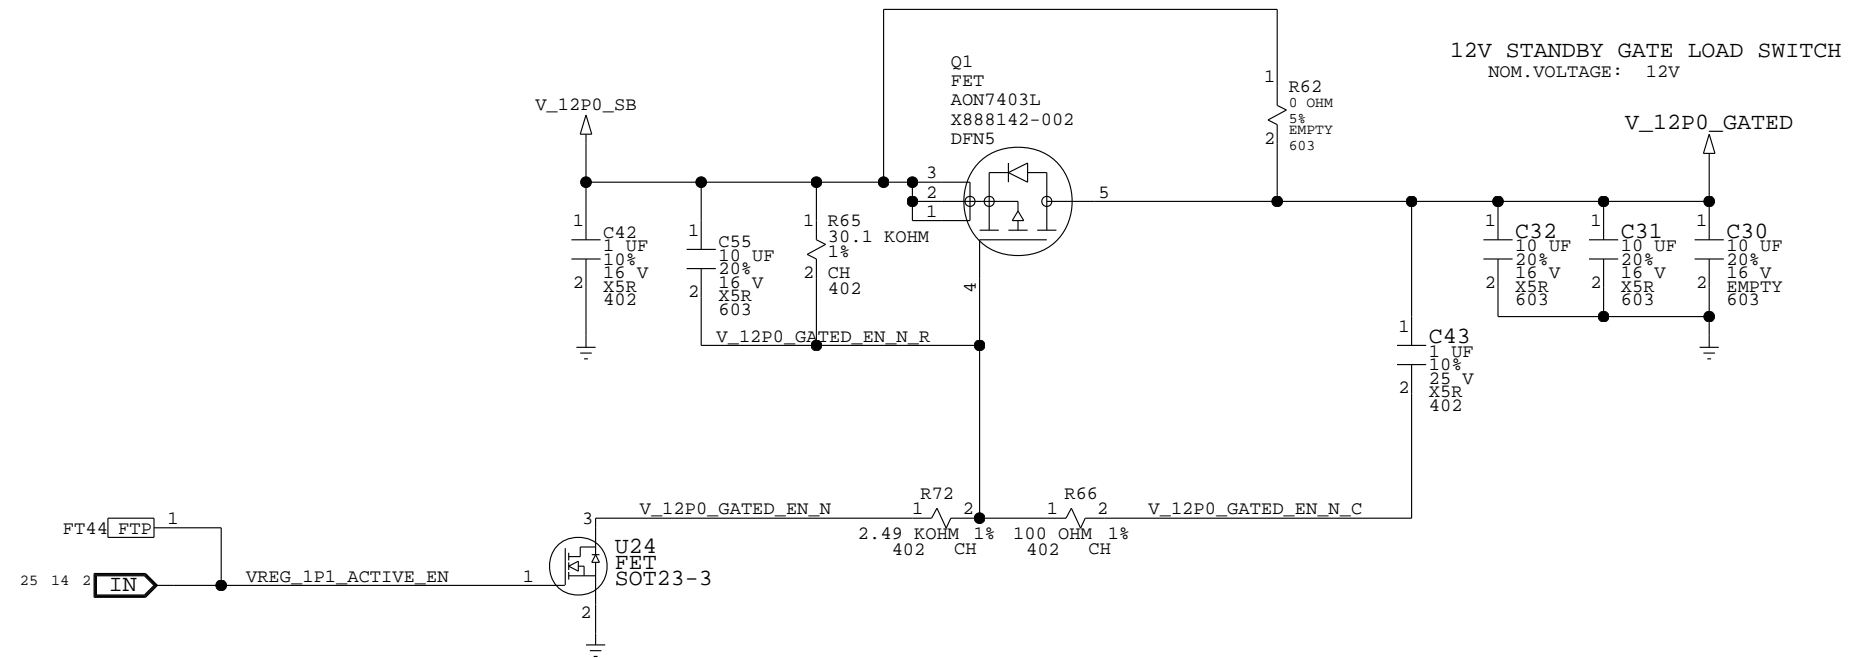 12V STANDBY GATE LOAD SWITCH
NOM.VOLTAGE: 12V
Q1
FET
AON7403L
X888142-002
DFN5
1
R62
0 OHM
5%
EMPTY
603
2
V_12P0_SB
V_12P0_GATED
3
2
1
5
4
1
C42
1 UF
10%
16 V
X5R
402
2
1
C55
10 UF
20%
16 V
X5R
603
2
1
R65
30.1 KOHM
1%
CH
402
2
1
C32
10 UF
20%
16 V
X5R
603
2
1
C31
10 UF
20%
16 V
X5R
603
2
1
C30
10 UF
20%
16 V
EMPTY
603
2
V_12P0_GATED_EN_N_R
1
C43
1 UF
10%
25 V
X5R
402
2
V_12P0_GATED_EN_N
R72
1 2
2.49 KOHM 1%
402 CH
R66
1 2
100 OHM 1%
402 CH
V_12P0_GATED_EN_N_C
FT44 FTP 1
3
U24
FET
SOT23-3
25 14 2 IN VREG_1P1_ACTIVE_EN 1
2